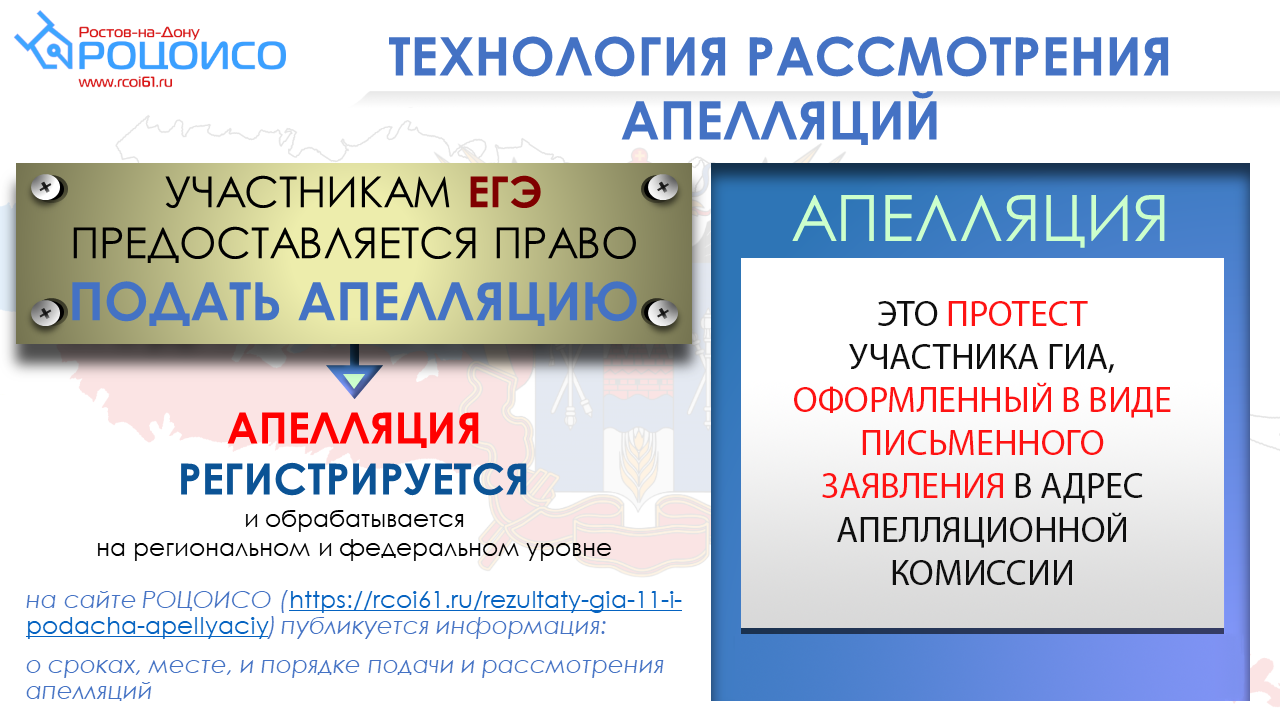 Ростов-на-Дону
РОЦОИСО
www.rcoi61.ru
ТЕХНОЛОГИЯ РАССМОТРЕНИЯ
АПЕЛЛЯЦИЙ
УЧАСТНИКАМ ЕГЭ
ПРЕДОСТАВЛЯЕТСЯ ПРАВО
ПОДАТЬ АПЕЛЛЯЦИЮ
АПЕЛЛЯЦИЯ
РЕГИСТРИРУЕТСЯ
и обрабатывается
на региональном и федеральном уровне
на сайте РОЦОИСО (https://rcoi61.ru/rezultaty-gia-11-i-
podacha-apellyaciy) публикуется информация:
о сроках, месте, и порядке подачи и рассмотрения
апелляций
АПЕЛЛЯЦИЯ
ЭТО ПРОТЕСТ
УЧАСТНИКА ГИА,
ОФОРМЛЕННЫЙ В ВИДЕ
ПИСЬМЕННОГО
ЗАЯВЛЕНИЯ В АДРЕС
АПЕЛЛЯЦИОННОЙ
КОМИССИИ